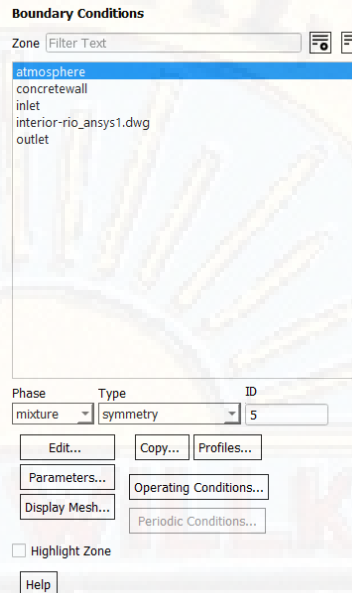 Boundary Conditions
Zone Filter Text
atmosphere
concretewall
inlet
interior-rio_ansys1.dwg
outlet
Phase Type ID
mixture symmetry 5
Edit... Copy... Profiles...
Parameters... Operating Conditions...
Display Mesh... Periodic Conditions...
Highlight Zone
Help